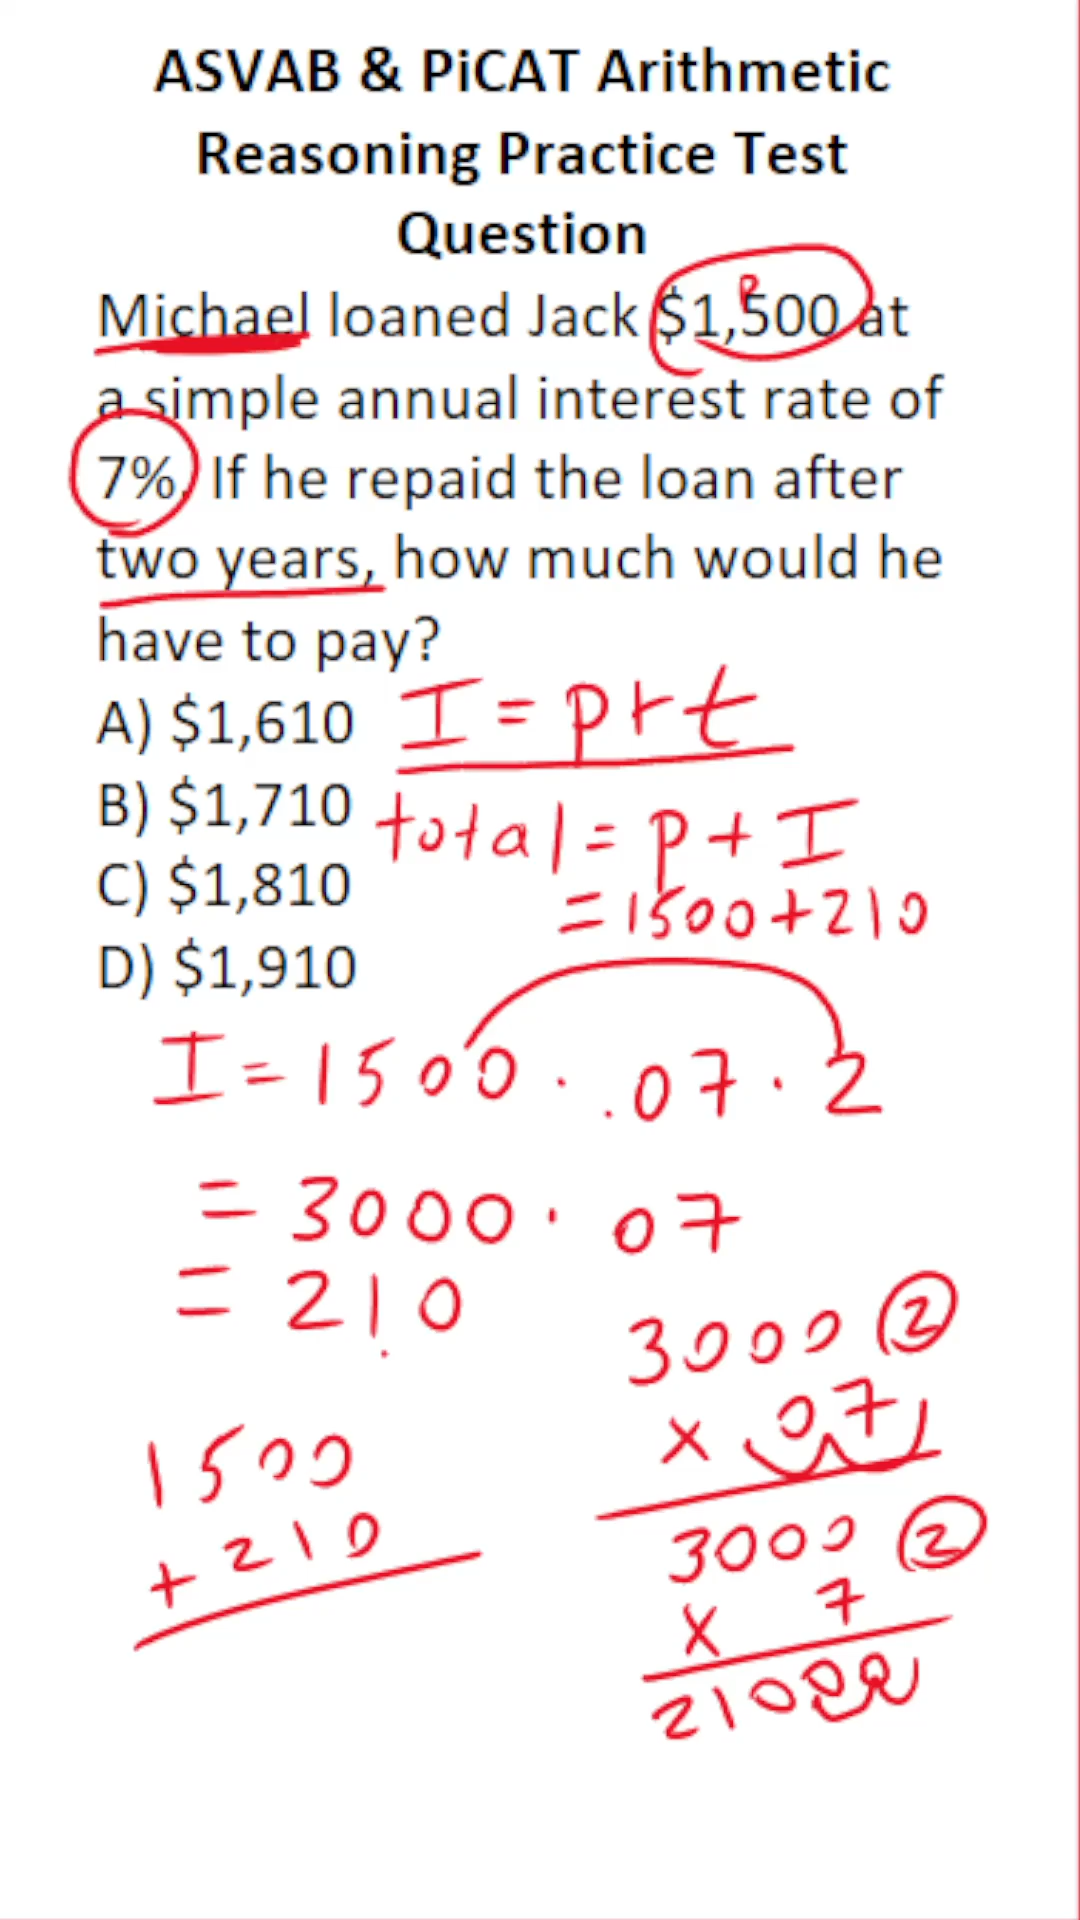 ASVAB & PiCAT Arithmetic
Reasoning Practice Test
Question
Michael loaned Jack $1,500 at
P
a simple annual interest rate of
7%. If he repaid the loan after
two years, how much would he
have to pay?
A) $1,610
I = prt
B) $1,710
total = P + I
C) $1,810
= 1500 + 210
D) $1,910
I = 1500 · .07 · 2
= 3000 · 07
= 210.
3000 2
x .07
3000 2
x 7
21000
1500
+ 210